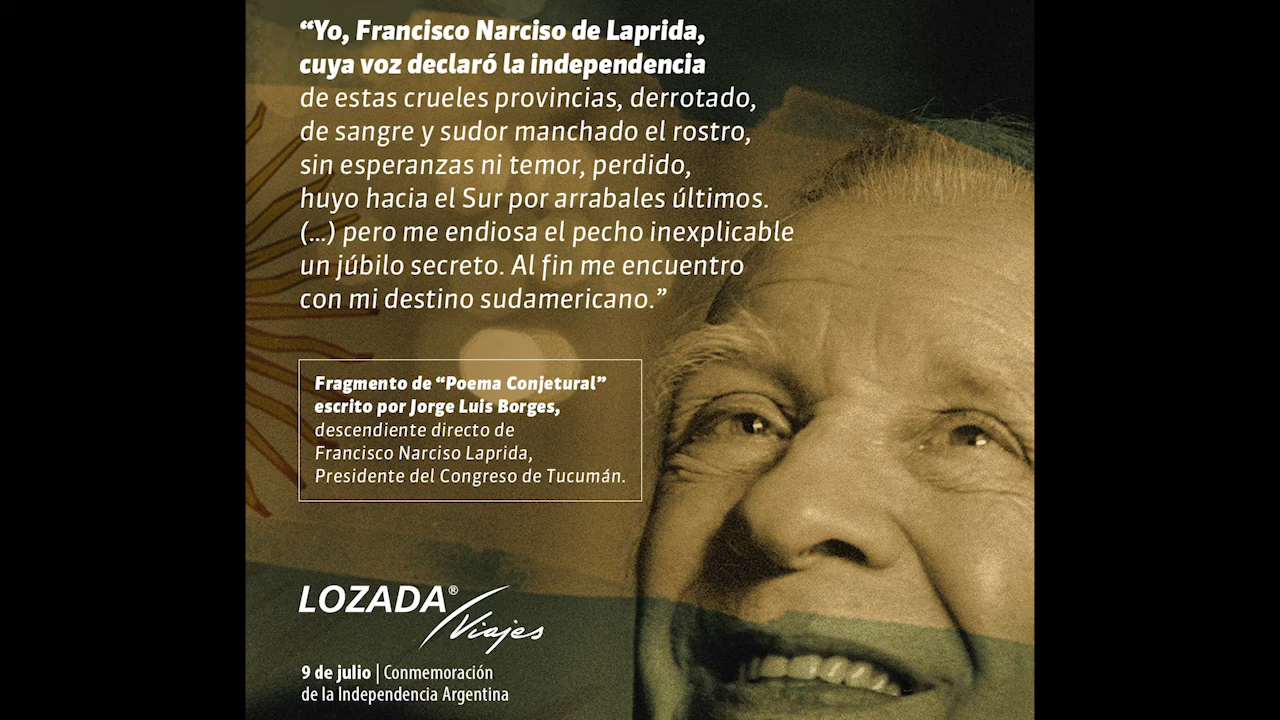 “Yo, Francisco Narciso de Laprida,
cuya voz declaró la independencia
de estas crueles provincias, derrotado,
de sangre y sudor manchado el rostro,
sin esperanzas ni temor, perdido,
huyo hacia el Sur por arrabales últimos.
(...) pero me endiosa el pecho inexplicable
un júbilo secreto. Al fin me encuentro
con mi destino sudamericano.”
Fragmento de “Poema Conjetural”
escrito por Jorge Luis Borges,
descendiente directo de
Francisco Narciso Laprida,
Presidente del Congreso de Tucumán.
LOZADA®
Viajes
9 de julio | Conmemoración
de la Independencia Argentina